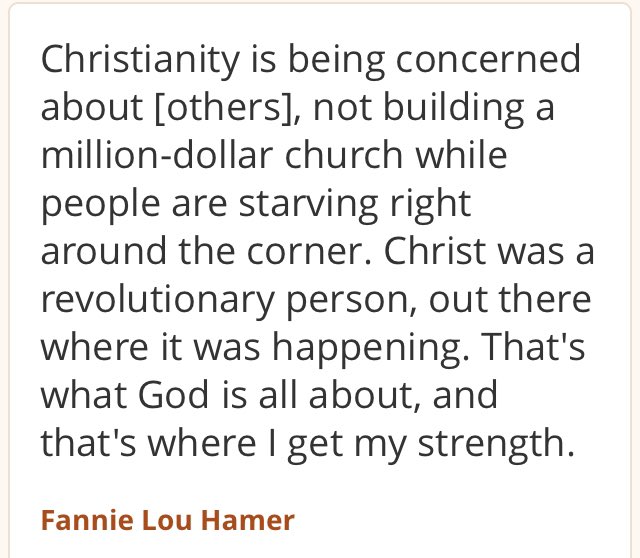 Christianity is being concerned
about [others], not building a
million-dollar church while
people are starving right
around the corner. Christ was a
revolutionary person, out there
where it was happening. That's
what God is all about, and
that's where I get my strength.
Fannie Lou Hamer